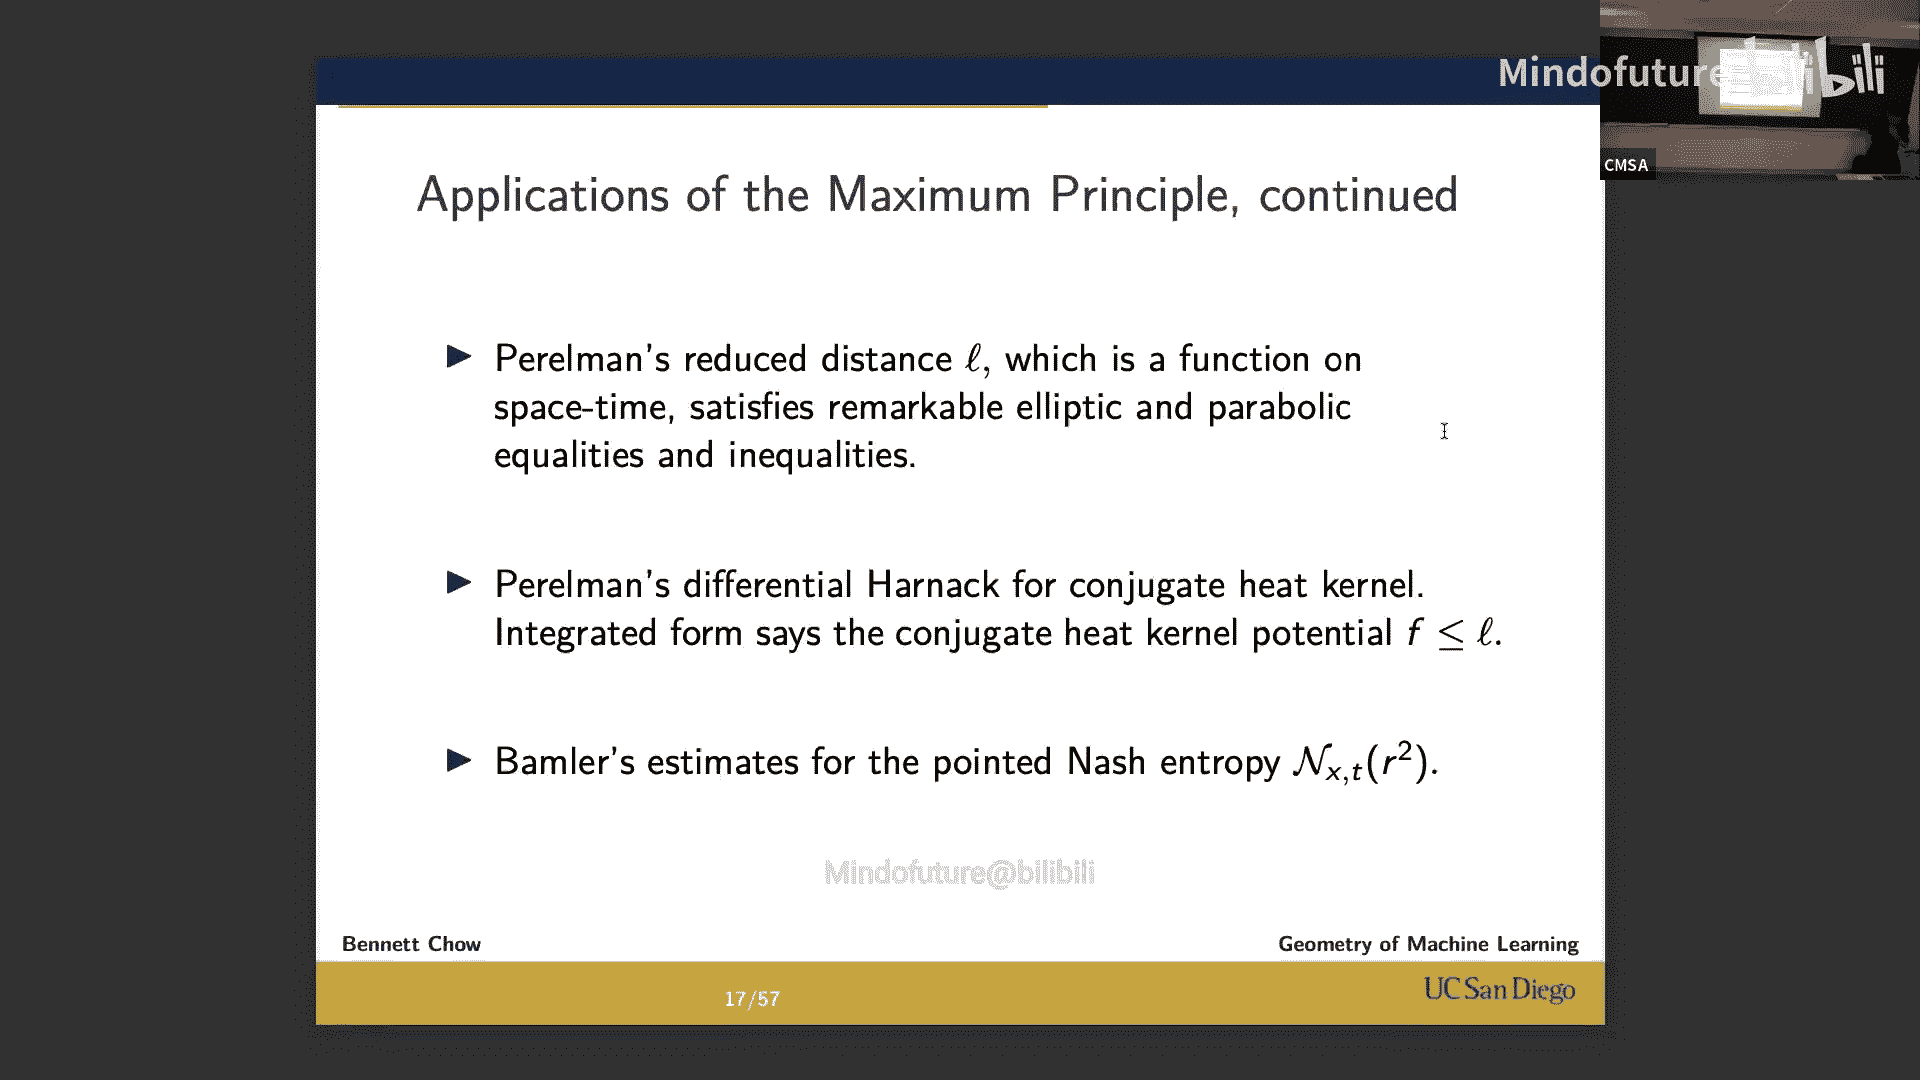 Mindofuture
bilibili
CMSA
Applications of the Maximum Principle, continued
Perelman's reduced distance ℓ, which is a function on
space-time, satisfies remarkable elliptic and parabolic
equalities and inequalities.
Perelman's differential Harnack for conjugate heat kernel.
Integrated form says the conjugate heat kernel potential f ≤ ℓ.
Bamler's estimates for the pointed Nash entropy 𝒩x,t(r²).
Mindofuture@bilibili
Bennett Chow
Geometry of Machine Learning
17/57
UC San Diego